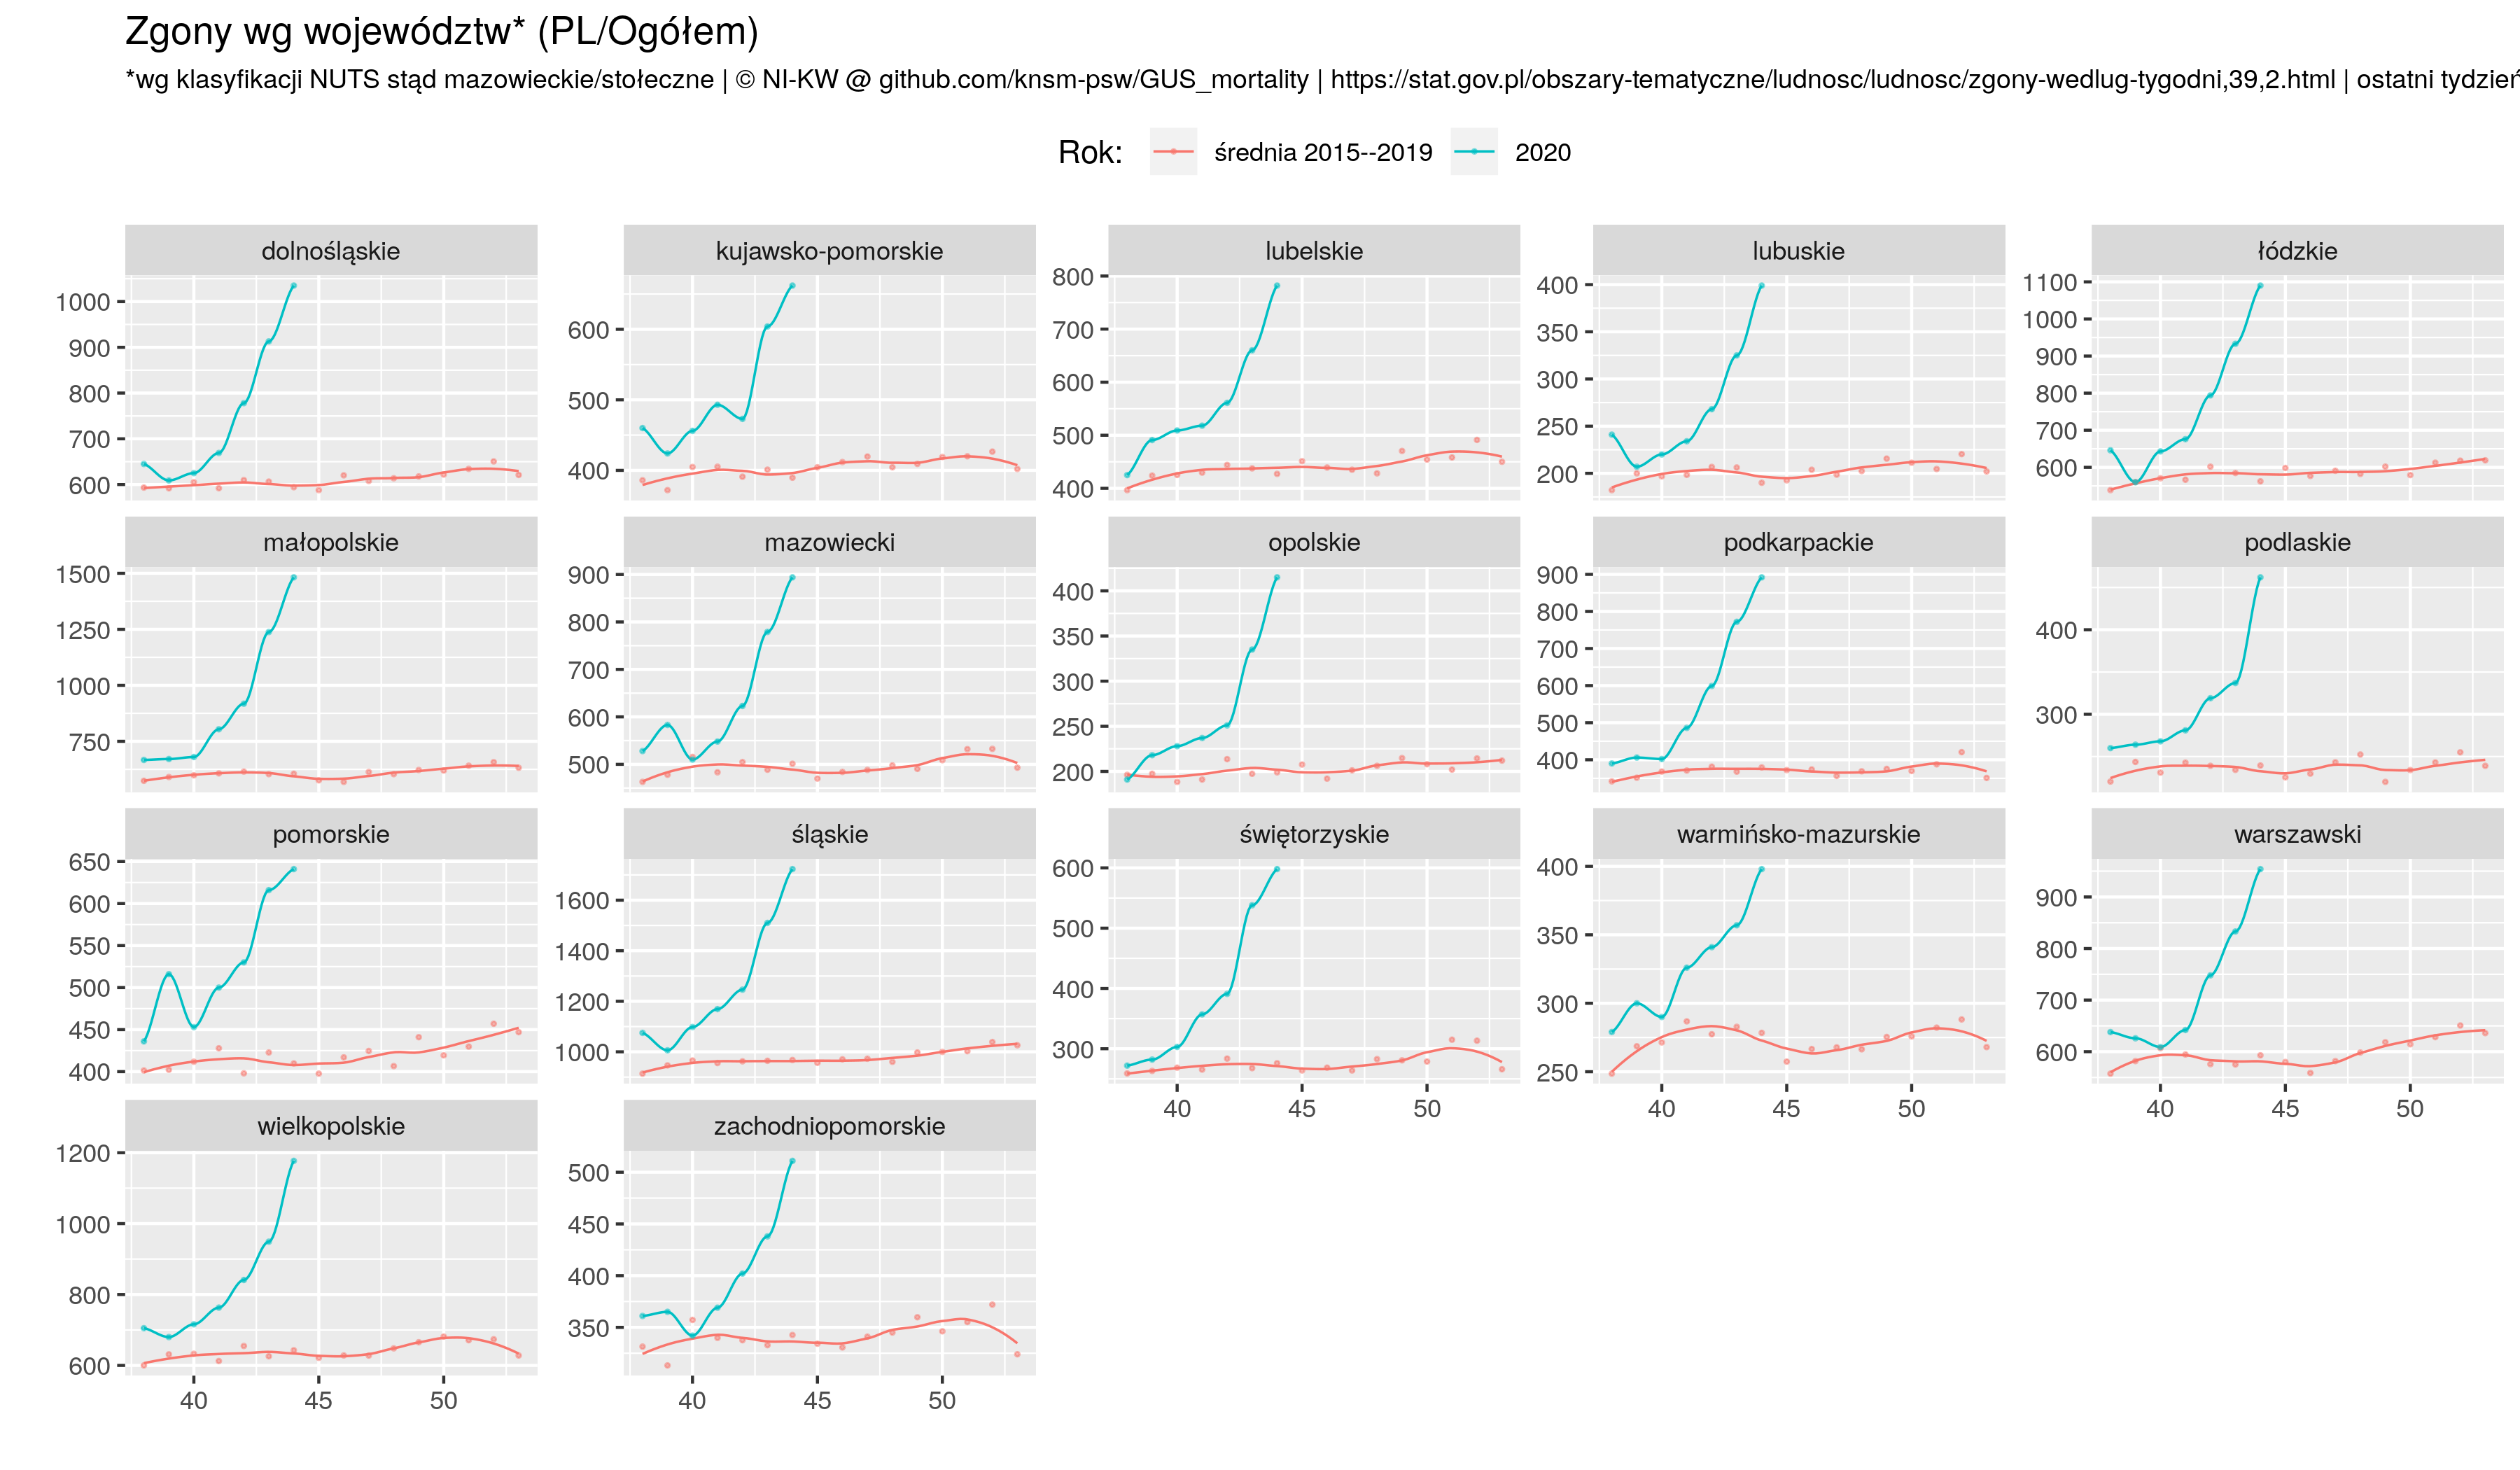 Zgony wg województw* (PL/Ogółem)
*wg klasyfikacji NUTS stąd mazowieckie/stołeczne | © NI-KW @ github.com/knsm-psw/GUS_mortality | https://stat.gov.pl/obszary-tematyczne/ludnosc/ludnosc/zgony-wedlug-tygodni,39,2.html | ostatni tydzień
Rok: średnia 2015--2019 2020
dolnośląskie kujawsko-pomorskie lubelskie lubuskie łódzkie
1000 900 800 700 600
600 500 400
800 700 600 500 400
400 350 300 250 200
1100 1000 900 800 700 600
małopolskie mazowiecki opolskie podkarpackie podlaskie
1500 1250 1000 750
900 800 700 600 500
400 350 300 250 200
900 800 700 600 500 400
400 300
pomorskie śląskie świętorzyskie warmińsko-mazurskie warszawski
650 600 550 500 450 400
1600 1400 1200 1000
600 500 400 300
400 350 300 250
900 800 700 600
40 45 50 40 45 50 40 45 50
wielkopolskie zachodniopomorskie
1200 1000 800 600
500 450 400 350
40 45 50 40 45 50